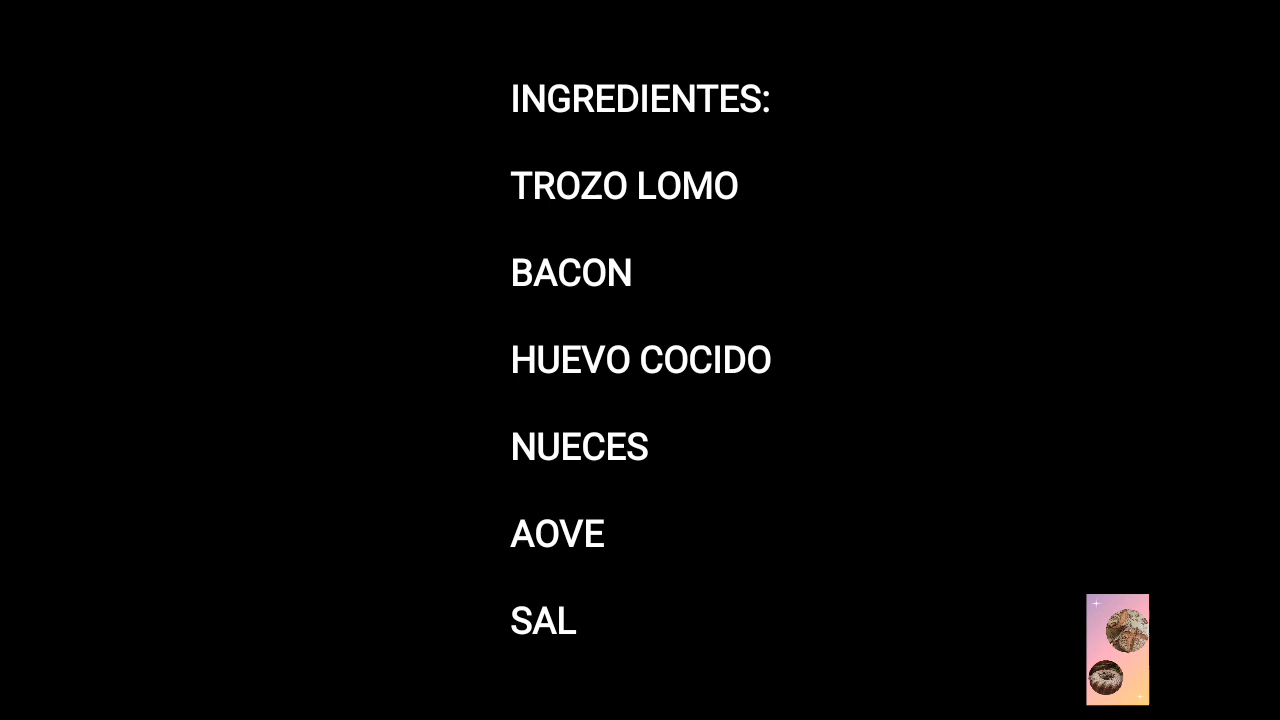 INGREDIENTES:
TROZO LOMO
BACON
HUEVO COCIDO
NUECES
AOVE
SAL